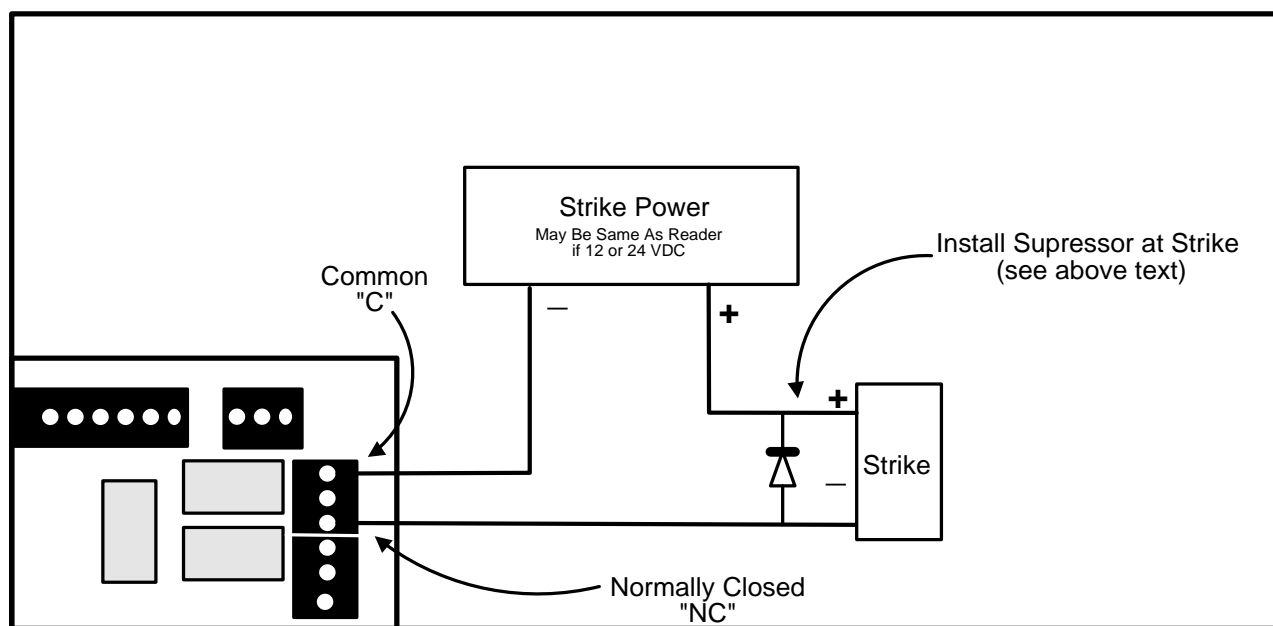 Strike Power
May Be Same As Reader
if 12 or 24 VDC
Install Supressor at Strike
(see above text)
Common
"C"
_
+
+
Strike
_
Normally Closed
"NC"